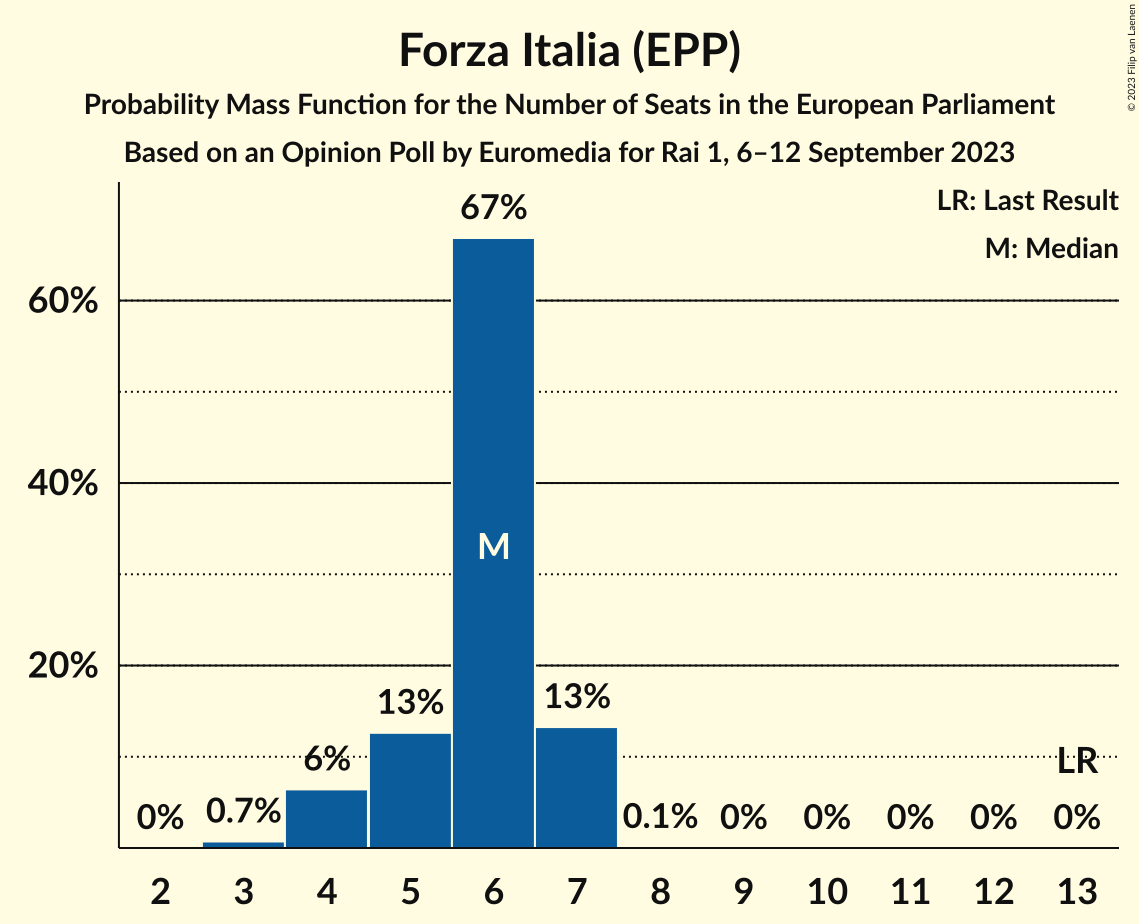 Forza Italia (EPP)
Probability Mass Function for the Number of Seats in the European Parliament
Based on an Opinion Poll by Euromedia for Rai 1, 6–12 September 2023
© 2023 Filip van Laenen
LR: Last Result
M: Median
60%
40%
20%
0%
0.7%
6%
13%
67%
M
13%
0.1%
0%
0%
0%
0%
LR
0%
2 3 4 5 6 7 8 9 10 11 12 13